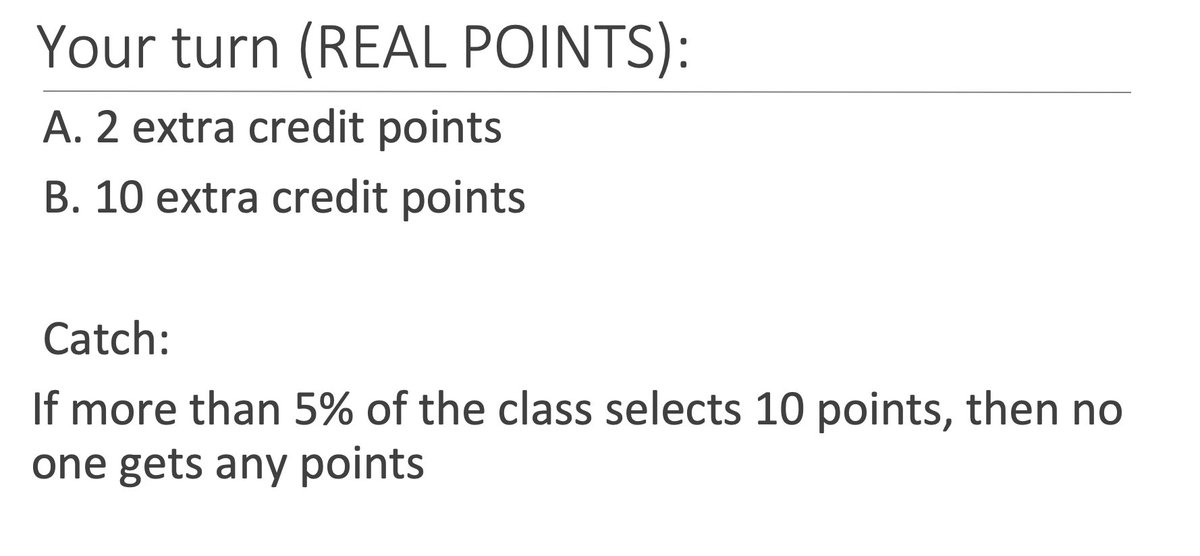 Your turn (REAL POINTS):
A. 2 extra credit points
B. 10 extra credit points
Catch:
If more than 5% of the class selects 10 points, then no
one gets any points